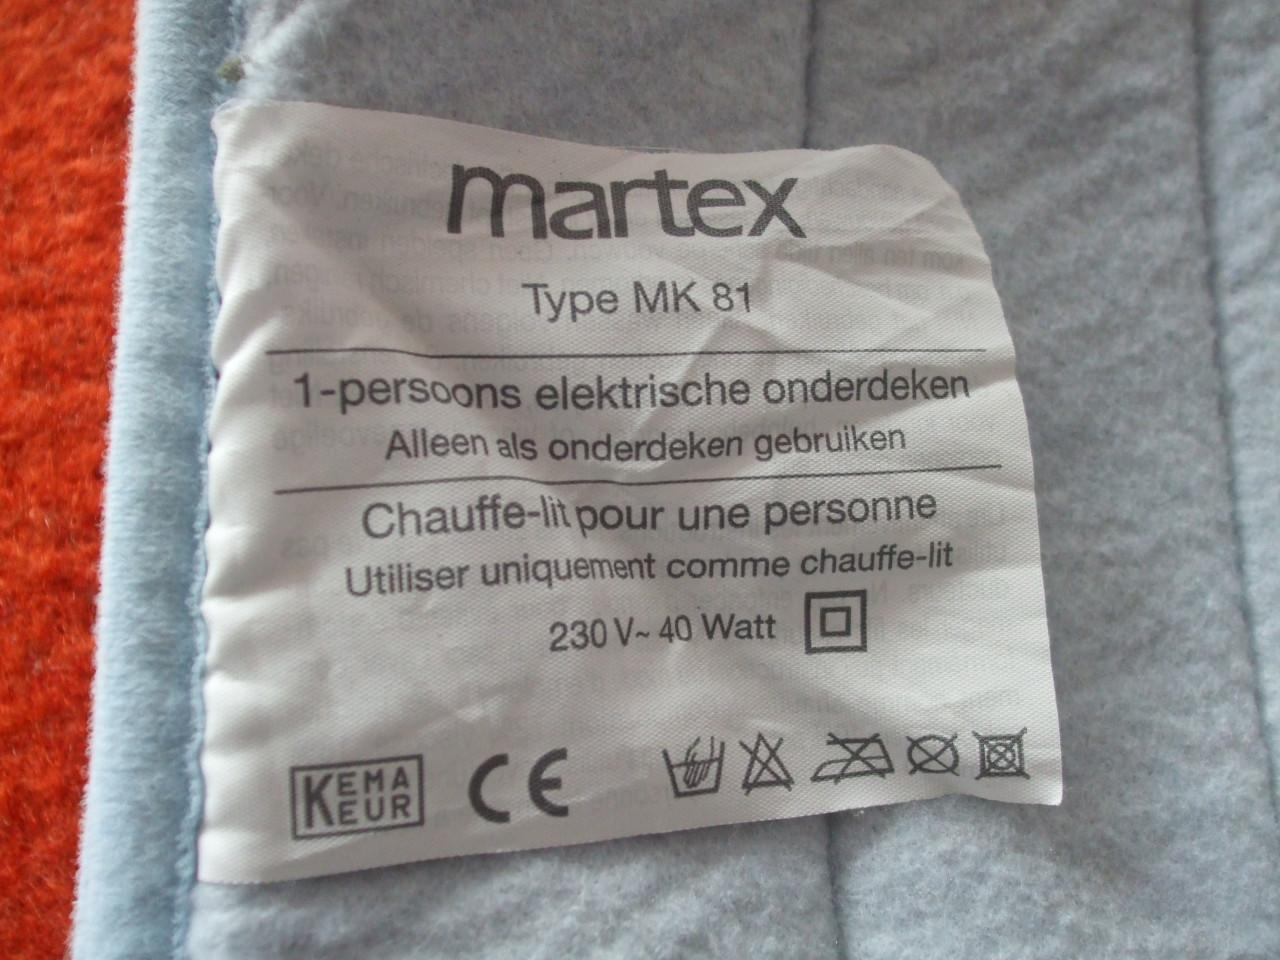 martex
Type MK 81
1-persoons elektrische onderdeken
Alleen als onderdeken gebruiken
Chauffe-lit pour une personne
Utiliser uniquement comme chauffe-lit
230 V~ 40 Watt
KEMA
KEUR
CE